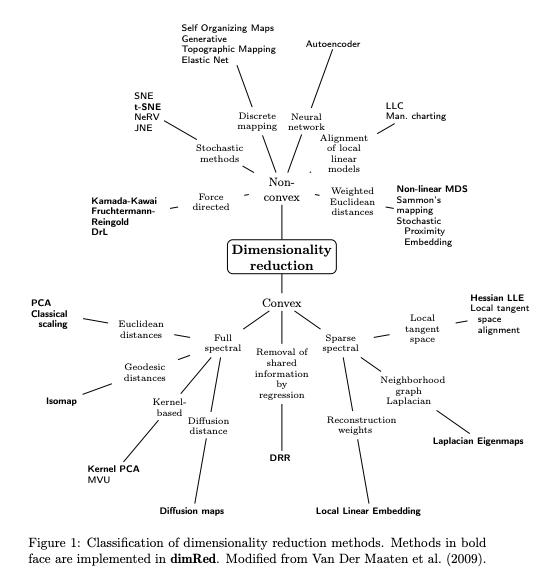 Self Organizing Maps
Generative
Topographic Mapping
Elastic Net
Autoencoder
SNE
t-SNE
NeRV
JNE
LLC
Man. charting
Discrete
mapping
Neural
network
Stochastic
methods
Alignment
of local
linear
models
Non-
convex
Kamada-Kawai
Fruchtermann-
Reingold
DrL
Force
directed
Weighted
Euclidean
distances
Non-linear MDS
Sammon's
mapping
Stochastic
Proximity
Embedding
Dimensionality
reduction
Convex
PCA
Classical
scaling
Euclidean
distances
Full
spectral
Removal of
shared
information
by
regression
Sparse
spectral
Local
tangent
space
Hessian LLE
Local tangent
space
alignment
Geodesic
distances
Isomap
Kernel-
based
Diffusion
distance
Neighborhood
graph
Laplacian
Reconstruction
weights
Laplacian Eigenmaps
Kernel PCA
MVU
DRR
Diffusion maps
Local Linear Embedding
Figure 1: Classification of dimensionality reduction methods. Methods in bold
face are implemented in dimRed. Modified from Van Der Maaten et al. (2009).